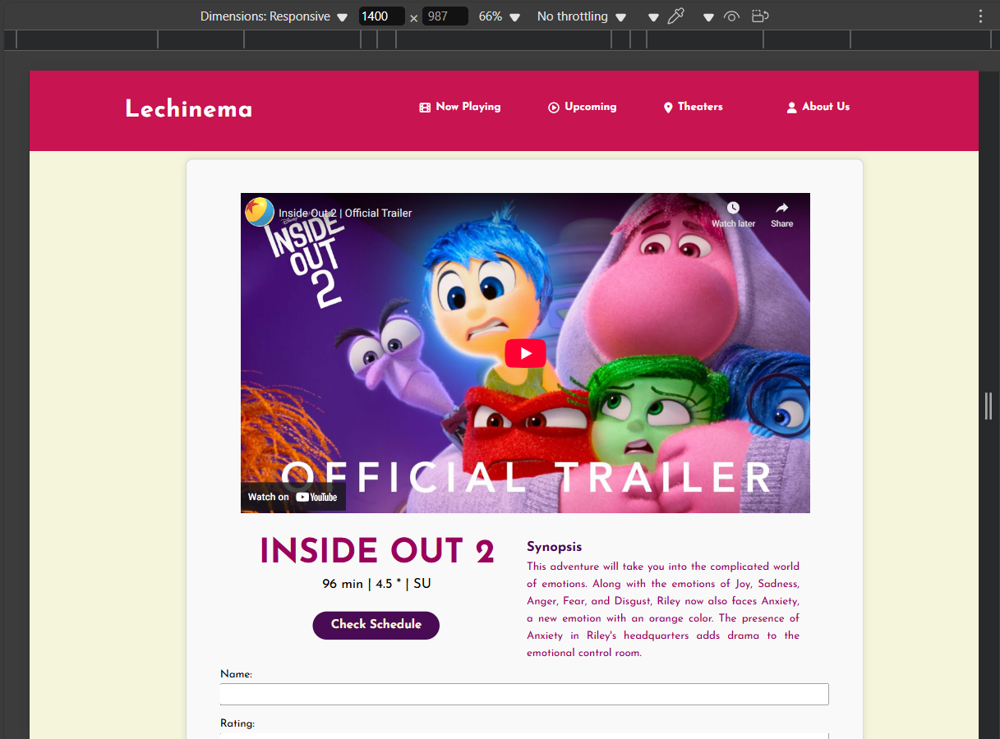 Dimensions: Responsive 1400 × 987 66% No throttling
Lechinema
Now Playing Upcoming Theaters About Us
Inside Out 2 | Official Trailer
Watch later Share
Disney
INSIDE
OUT
2
OFFICIAL TRAILER
Watch on YouTube
INSIDE OUT 2
96 min | 4.5 * | SU
Check Schedule
Synopsis
This adventure will take you into the complicated world
of emotions. Along with the emotions of Joy, Sadness,
Anger, Fear, and Disgust, Riley now also faces Anxiety,
a new emotion with an orange color. The presence of
Anxiety in Riley's headquarters adds drama to the
emotional control room.
Name:
Rating: